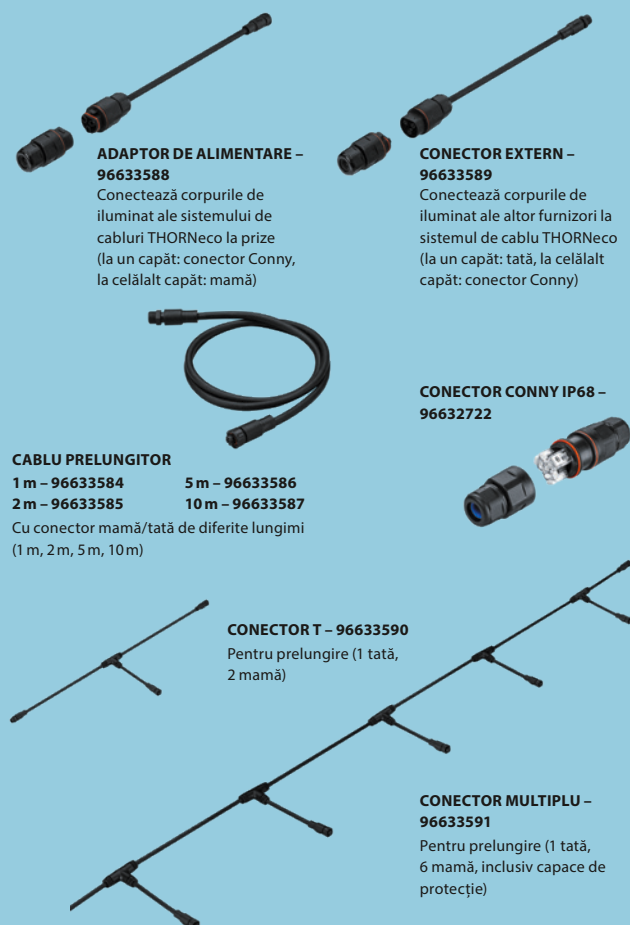 ADAPTOR DE ALIMENTARE –
96633588
Conectează corpurile de
iluminat ale sistemului de
cabluri THORNeco la prize
(la un capăt: conector Conny,
la celălalt capăt: mamă)
CONECTOR EXTERN –
96633589
Conectează corpurile de
iluminat ale altor furnizori la
sistemul de cablu THORNeco
(la un capăt: tată, la celălalt
capăt: conector Conny)
CONECTOR CONNY IP68 –
96632722
CABLU PRELUNGITOR
1 m – 96633584 5 m – 96633586
2 m – 96633585 10 m – 96633587
Cu conector mamă/tată de diferite lungimi
(1 m, 2 m, 5 m, 10 m)
CONECTOR T – 96633590
Pentru prelungire (1 tată,
2 mamă)
CONECTOR MULTIPLU –
96633591
Pentru prelungire (1 tată,
6 mamă, inclusiv capace de
protecție)